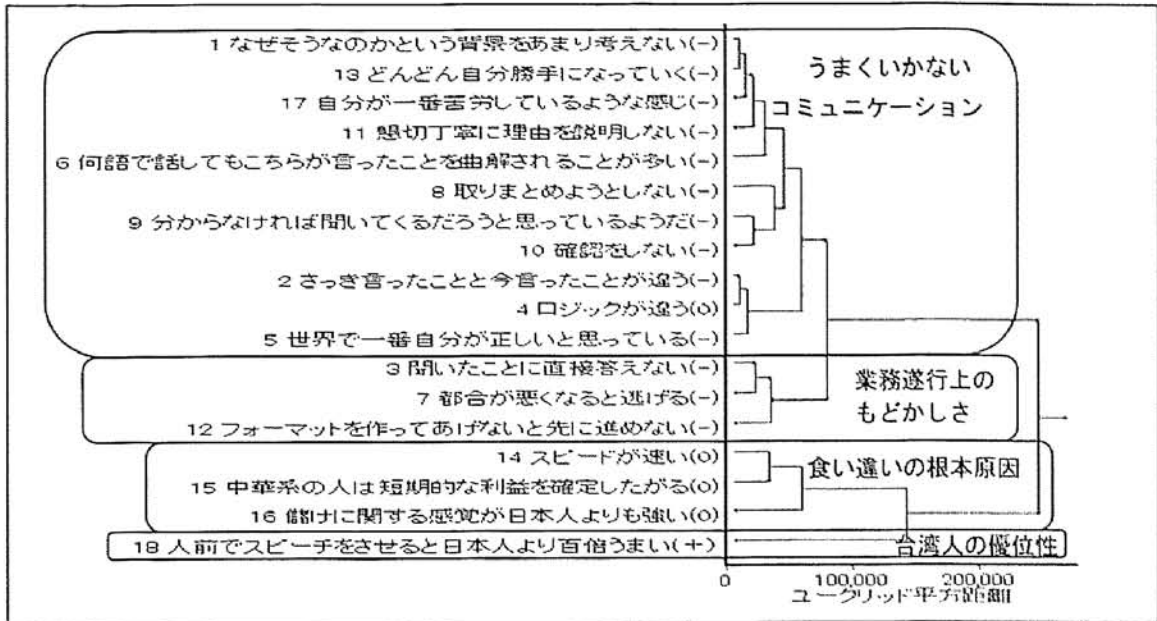 1 なぜそうなのかという背景をあまり考えない(-)
13 どんどん自分勝手になっていく(-)
17 自分が一番苦労しているような感じ(-)
11 懇切丁寧に理由を説明しない(-)
6 何語で話してもこちらが言ったことを曲解されることが多い(-)
8 取りまとめようとしない(-)
9 分からなければ聞いてくるだろうと思っているようだ(-)
10 確認をしない(-)
2 さっき言ったことと今言ったことが違う(-)
4 ロジックが違う(0)
5 世界で一番自分が正しいと思っている(-)
うまくいかない
コミュニケーション
3 聞いたことに直接答えない(-)
7 都合が悪くなると逃げる(-)
12 フォーマットを作ってあげないと先に進めない(-)
業務遂行上の
もどかしさ
14 スピードが速い(0)
15 中華系の人は短期的な利益を確定したがる(0)
16 儲けに関する感覚が日本人よりも強い(0)
食い違いの根本原因
18 人前でスピーチをさせると日本人より百倍うまい(+)
台湾人の優位性
0 100,000 200,000
ユークリッド平方距離